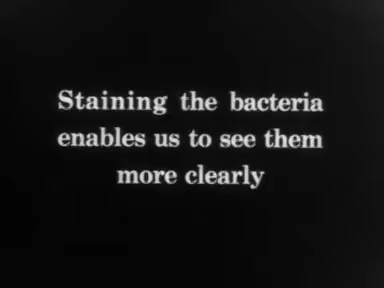 Staining the bacteria
enables us to see them
more clearly